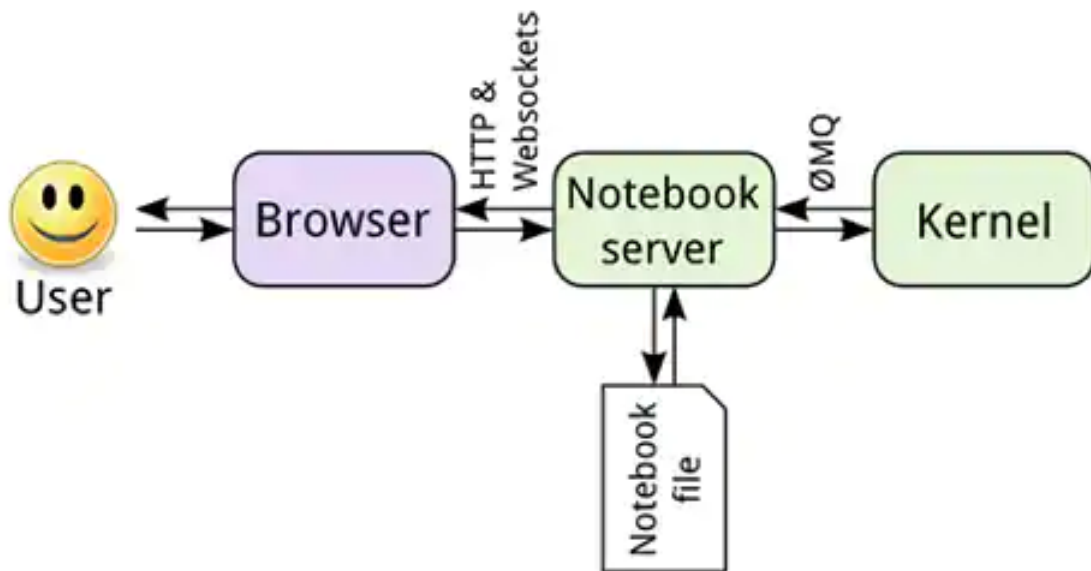 HTTP &
Websockets
ØMQ
Browser
Notebook
server
Kernel
User
Notebook
file